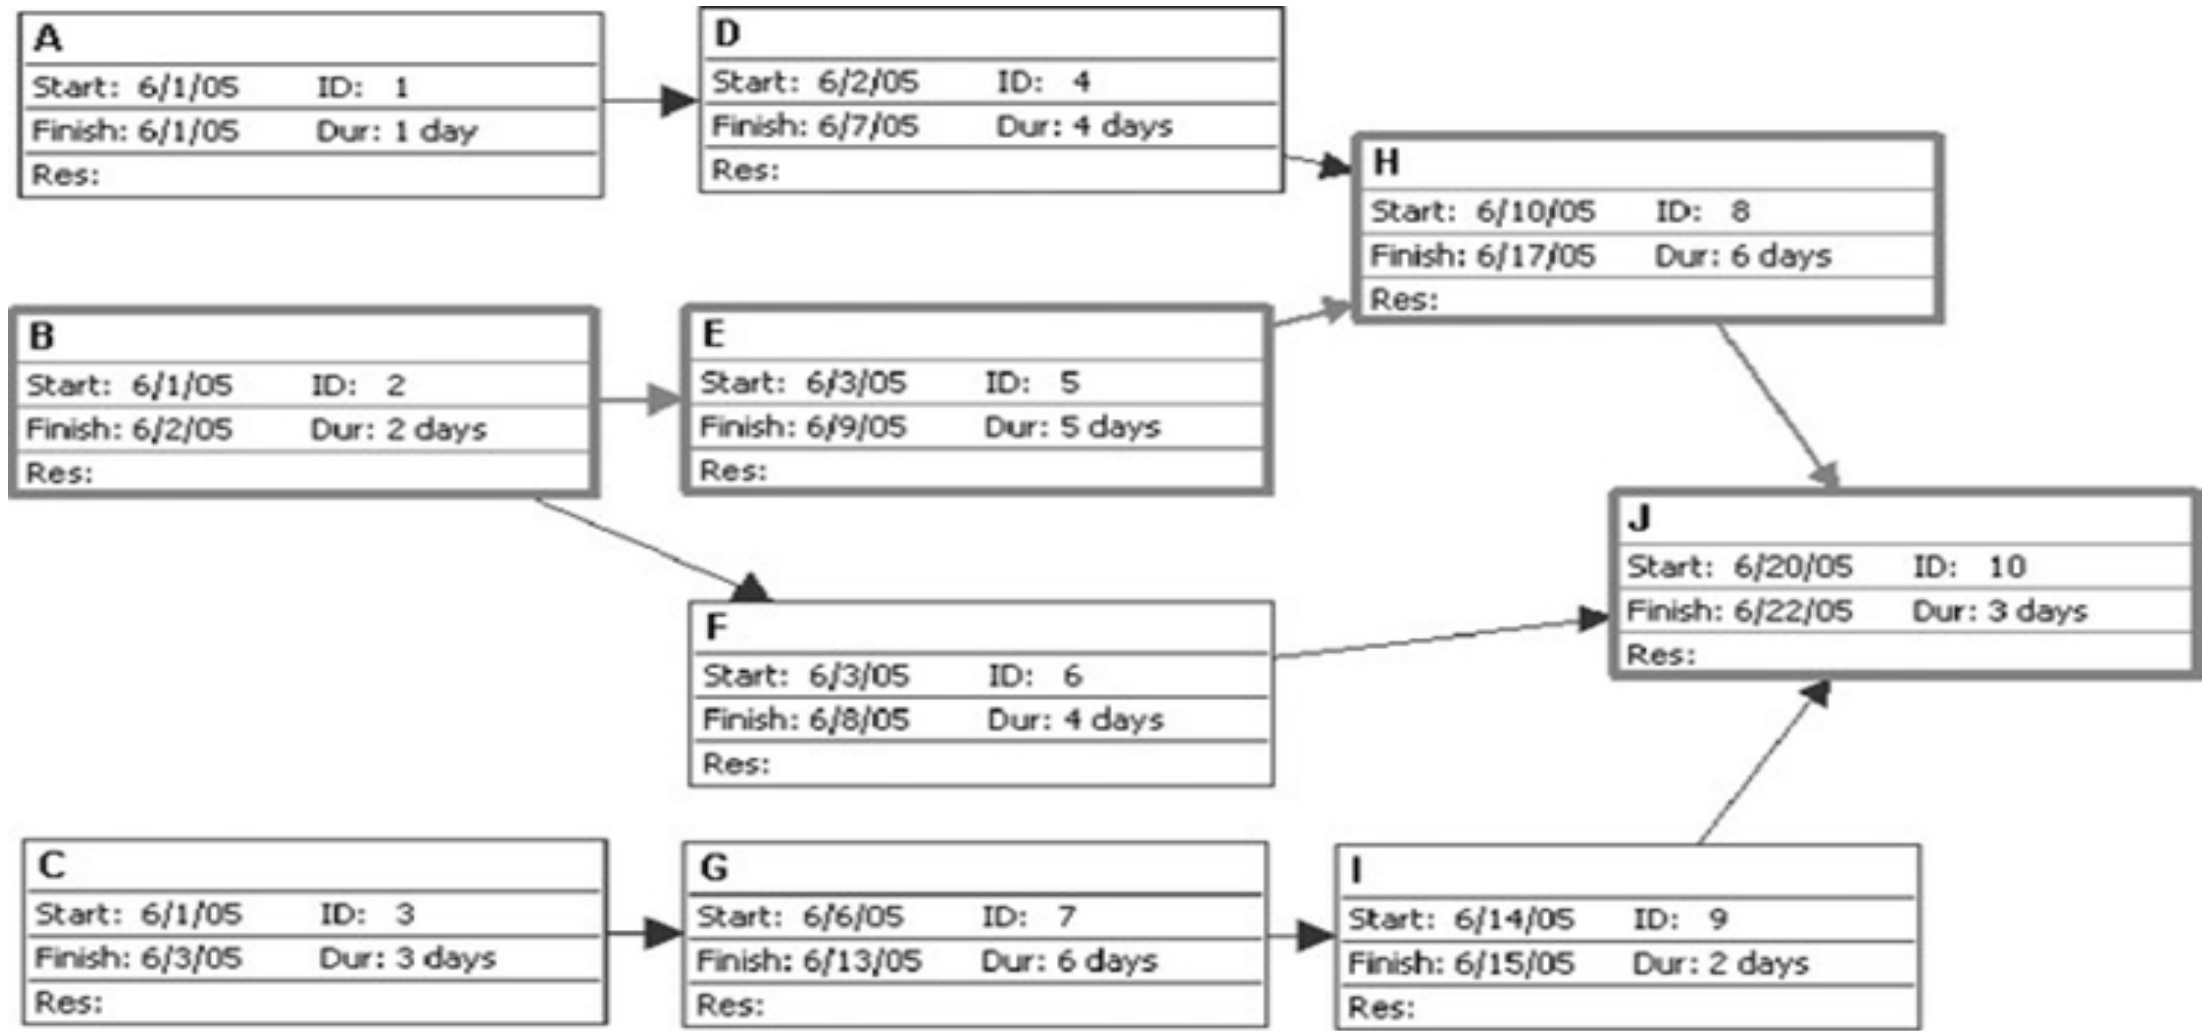 A
Start: 6/1/05 ID: 1
Finish: 6/1/05 Dur: 1 day
Res:
D
Start: 6/2/05 ID: 4
Finish: 6/7/05 Dur: 4 days
Res:
H
Start: 6/10/05 ID: 8
Finish: 6/17/05 Dur: 6 days
Res:
B
Start: 6/1/05 ID: 2
Finish: 6/2/05 Dur: 2 days
Res:
E
Start: 6/3/05 ID: 5
Finish: 6/9/05 Dur: 5 days
Res:
J
Start: 6/20/05 ID: 10
Finish: 6/22/05 Dur: 3 days
Res:
F
Start: 6/3/05 ID: 6
Finish: 6/8/05 Dur: 4 days
Res:
C
Start: 6/1/05 ID: 3
Finish: 6/3/05 Dur: 3 days
Res:
G
Start: 6/6/05 ID: 7
Finish: 6/13/05 Dur: 6 days
Res:
I
Start: 6/14/05 ID: 9
Finish: 6/15/05 Dur: 2 days
Res: